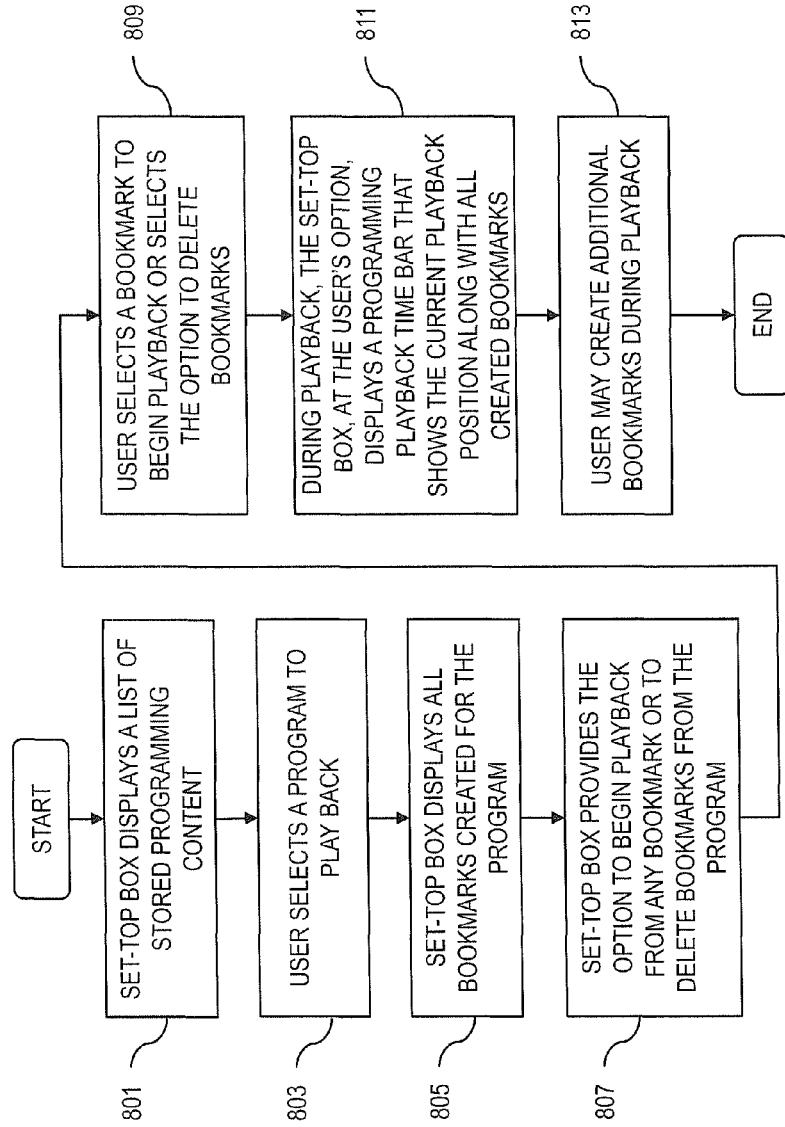 START
801
SET-TOP BOX DISPLAYS A LIST OF
STORED PROGRAMMING
CONTENT
803
USER SELECTS A PROGRAM TO
PLAY BACK
805
SET-TOP BOX DISPLAYS ALL
BOOKMARKS CREATED FOR THE
PROGRAM
807
SET-TOP BOX PROVIDES THE
OPTION TO BEGIN PLAYBACK
FROM ANY BOOKMARK OR TO
DELETE BOOKMARKS FROM THE
PROGRAM
809
USER SELECTS A BOOKMARK TO
BEGIN PLAYBACK OR SELECTS
THE OPTION TO DELETE
BOOKMARKS
811
DURING PLAYBACK, THE SET-TOP
BOX, AT THE USER'S OPTION,
DISPLAYS A PROGRAMMING
PLAYBACK TIME BAR THAT
SHOWS THE CURRENT PLAYBACK
POSITION ALONG WITH ALL
CREATED BOOKMARKS
813
USER MAY CREATE ADDITIONAL
BOOKMARKS DURING PLAYBACK
END